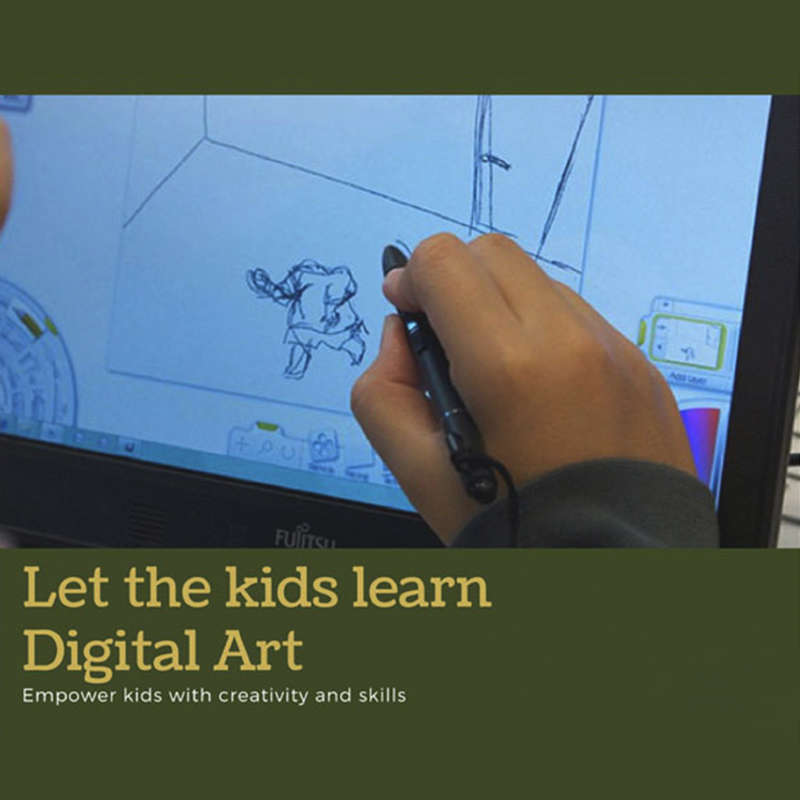 Add Layer
FUJITSU
Let the kids learn
Digital Art
Empower kids with creativity and skills